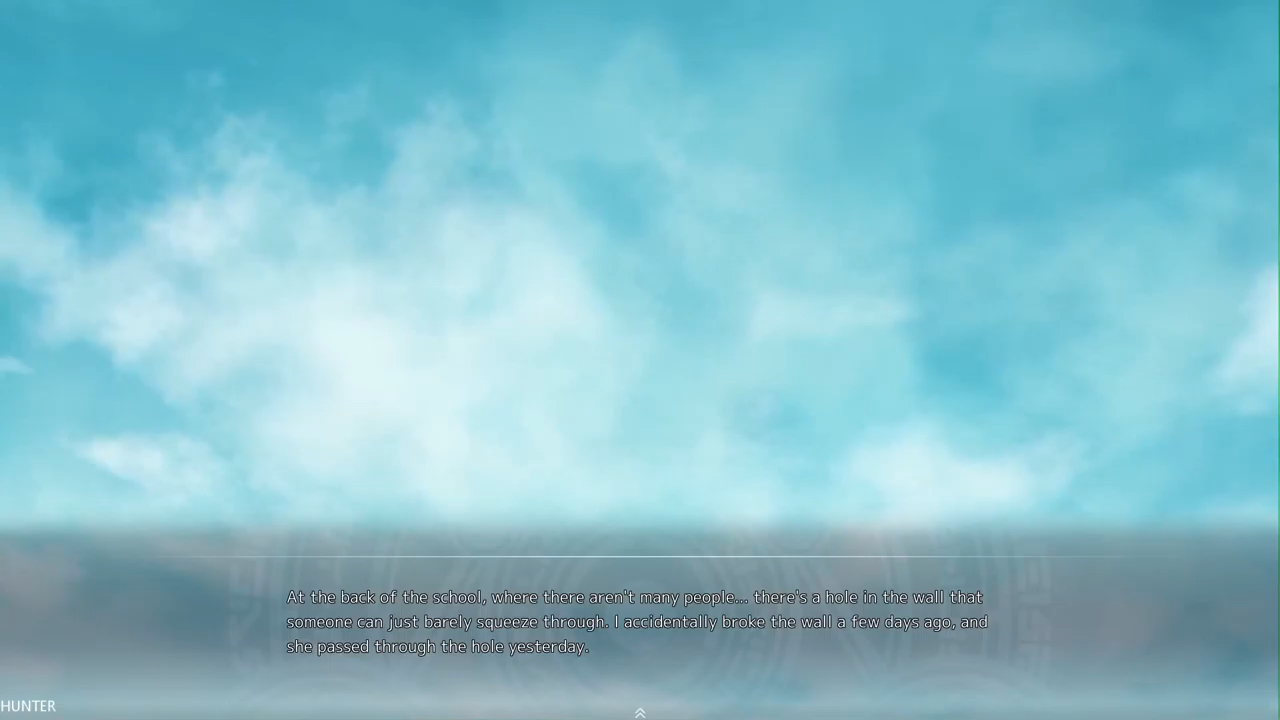 At the back of the school, where there aren't many people... there's a hole in the wall that
someone can just barely squeeze through. I accidentally broke the wall a few days ago, and
she passed through the hole yesterday.
HUNTER